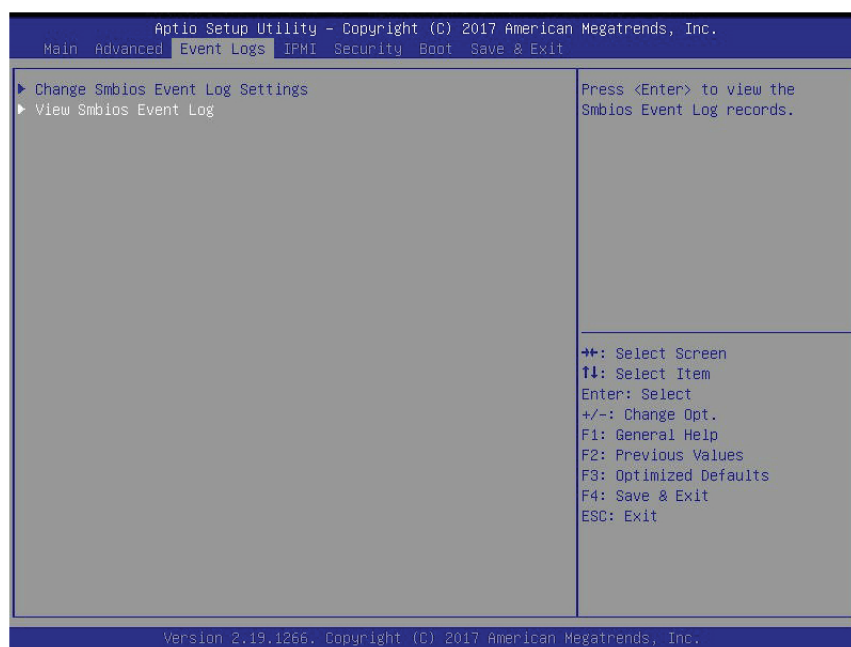 Aptio Setup Utility – Copyright (C) 2017 American Megatrends, Inc.
Main Advanced Event Logs IPMI Security Boot Save & Exit
▶ Change Smbios Event Log Settings
▶ View Smbios Event Log
Press <Enter> to view the
Smbios Event Log records.
→←: Select Screen
↑↓: Select Item
Enter: Select
+/-: Change Opt.
F1: General Help
F2: Previous Values
F3: Optimized Defaults
F4: Save & Exit
ESC: Exit
Version 2.19.1266. Copyright (C) 2017 American Megatrends, Inc.